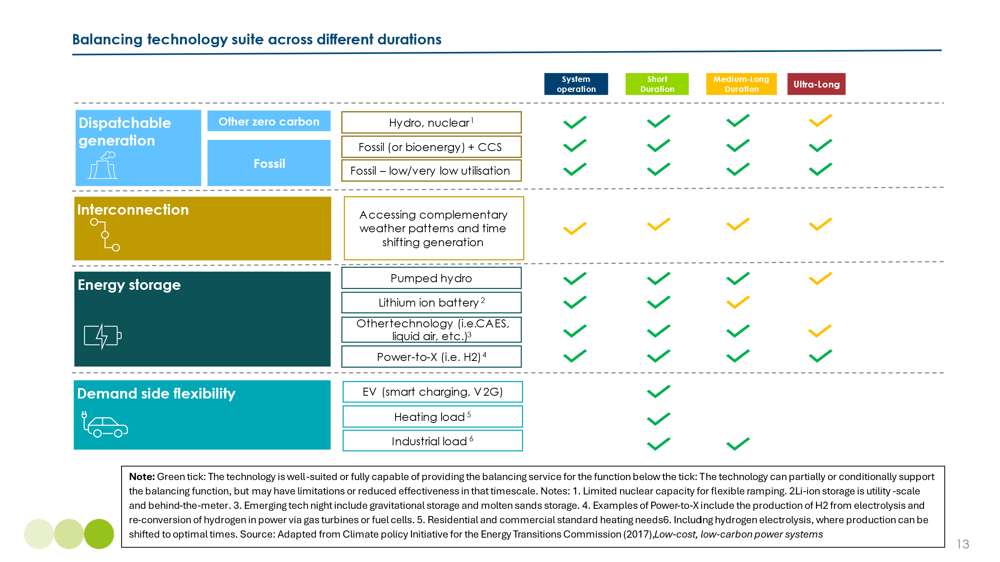 Balancing technology suite across different durations
System
operation
Short
Duration
Medium-Long
Duration
Ultra-Long
Dispatchable
generation
Other zero carbon
Fossil
Hydro, nuclear1
Fossil (or bioenergy) + CCS
Fossil – low/very low utilisation
Interconnection
Accessing complementary
weather patterns and time
shifting generation
Energy storage
Pumped hydro
Lithium ion battery2
Othertechnology (i.e.CAES,
liquid air, etc.)3
Power-to-X (i.e. H2)4
Demand side flexibility
EV (smart charging, V2G)
Heating load5
Industrial load6
Note: Green tick: The technology is well-suited or fully capable of providing the balancing service for the function below the tick: The technology can partially or conditionally support
the balancing function, but may have limitations or reduced effectiveness in that timescale. Notes: 1. Limited nuclear capacity for flexible ramping. 2Li-ion storage is utility -scale
and behind-the-meter. 3. Emerging tech night include gravitational storage and molten sands storage. 4. Examples of Power-to-X include the production of H2 from electrolysis and
re-conversion of hydrogen in power via gas turbines or fuel cells. 5. Residential and commercial standard heating needs6. Including hydrogen electrolysis, where production can be
shifted to optimal times. Source: Adapted from Climate policy Initiative for the Energy Transitions Commission (2017),Low-cost, low-carbon power systems
13